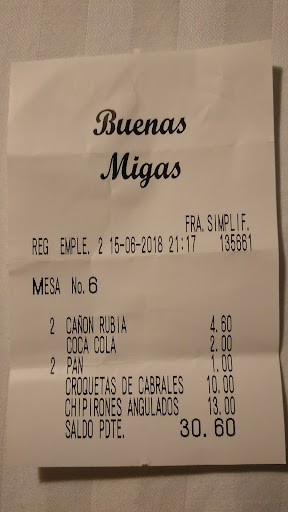 Buenas
Migas
FRA.SIMPLIF.
REG EMPLE. 2 15-06-2018 21:17 135661
MESA No.6
2 CAÑON RUBIA 4.60
COCA COLA 2.00
2 PAN 1.00
CROQUETAS DE CABRALES 10.00
CHIPIRONES ANGULADOS 13.00
SALDO PDTE. 30.60